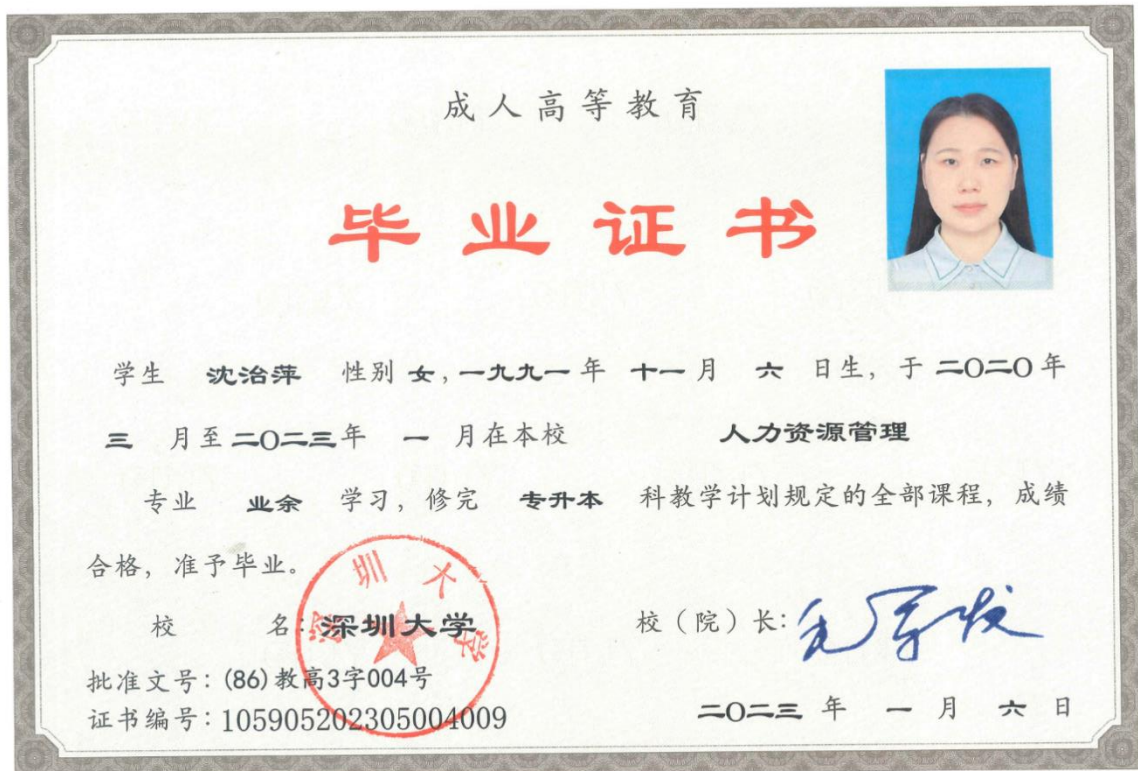 成人高等教育
毕业证书
学生 沈治萍 性别 女，一九九一年 十一月 六 日生，于二〇二〇年
三 月至二〇二三年 一 月在本校 人力资源管理
专业 业余 学习，修完 专升本 科教学计划规定的全部课程，成绩
合格，准予毕业。
校 名：深圳大学
深圳大学
校（院）长：毛军发
批准文号：(86)教高3字004号
证书编号：105905202305004009
二〇二三 年 一 月 六 日